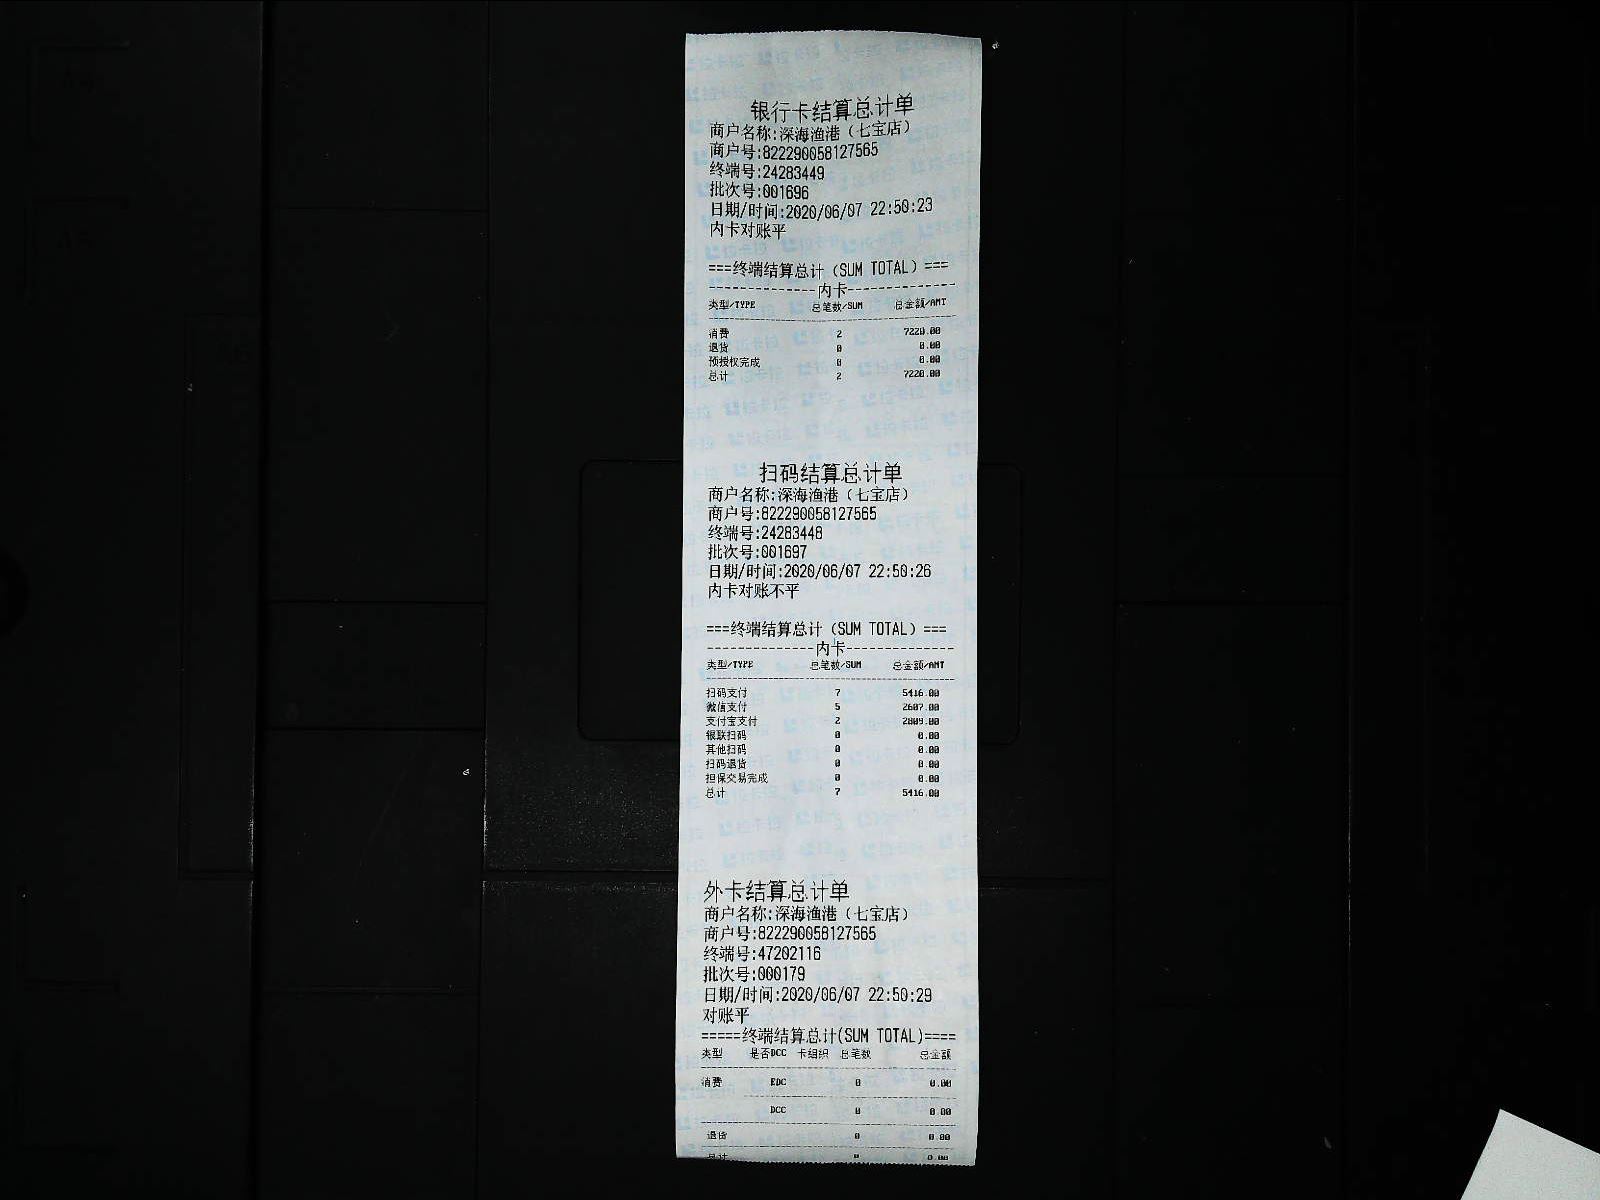 银行卡结算总计单
商户名称:深海渔港（七宝店）
商户号:822290058127565
终端号:24283449
批次号:001696
日期/时间:2020/06/07 22:50:23
内卡对账平
===终端结算总计（SUM TOTAL）===
--------------内卡--------------
类型/TYPE 总笔数/SUM 总金额/AMT
消费 2 7220.00
退货 0 0.00
预授权完成 0 0.00
总计 2 7220.00
扫码结算总计单
商户名称:深海渔港（七宝店）
商户号:822290058127565
终端号:24283448
批次号:001697
日期/时间:2020/06/07 22:50:26
内卡对账不平
===终端结算总计（SUM TOTAL）===
--------------内卡--------------
类型/TYPE 总笔数/SUM 总金额/AMT
扫码支付 7 5416.00
微信支付 5 2607.00
支付宝支付 2 2809.00
银联扫码 0 0.00
其他扫码 0 0.00
扫码退货 0 0.00
担保交易完成 0 0.00
总计 7 5416.00
外卡结算总计单
商户名称:深海渔港（七宝店）
商户号:822290058127565
终端号:47202116
批次号:000179
日期/时间:2020/06/07 22:50:29
对账平
=====终端结算总计(SUM TOTAL)====
类型 是否DCC 卡组织 总笔数 总金额
消费 EDC 0 0.00
DCC 0 0.00
退货 0 0.00
总计 0 0.00